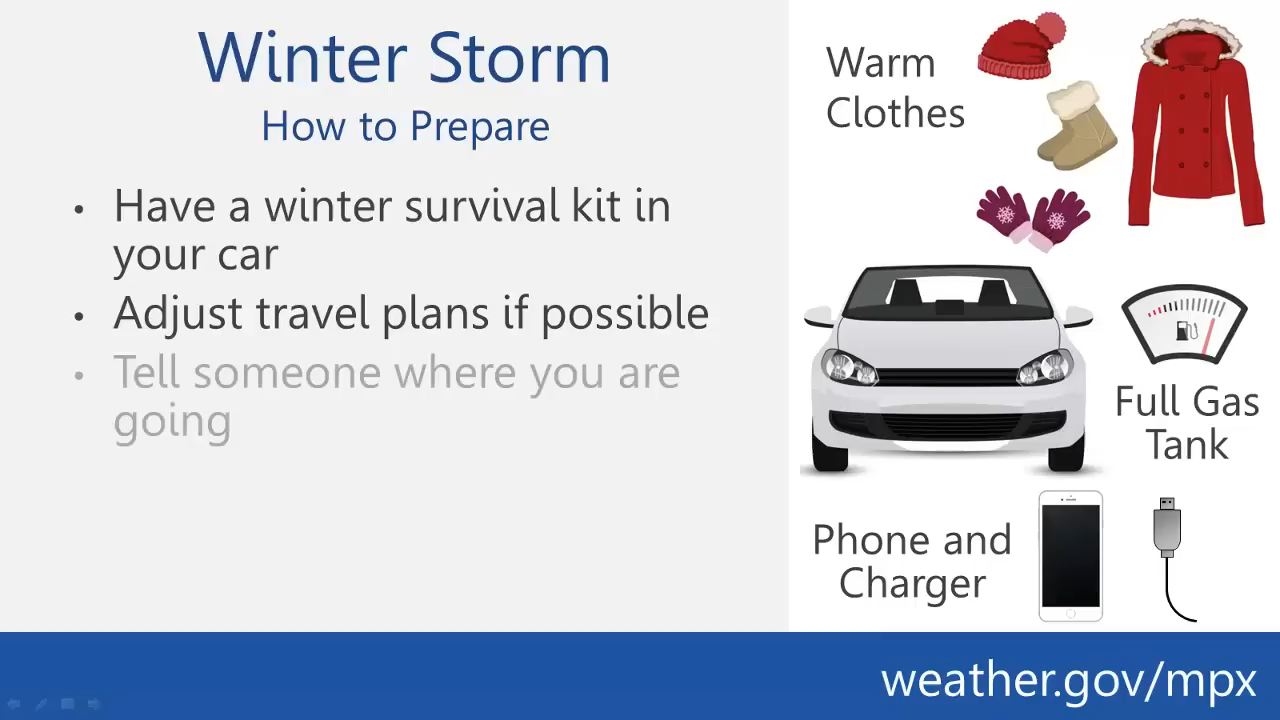 Winter Storm
How to Prepare
• Have a winter survival kit in
your car
• Adjust travel plans if possible
• Tell someone where you are
going
Warm
Clothes
Full Gas
Tank
Phone and
Charger
weather.gov/mpx